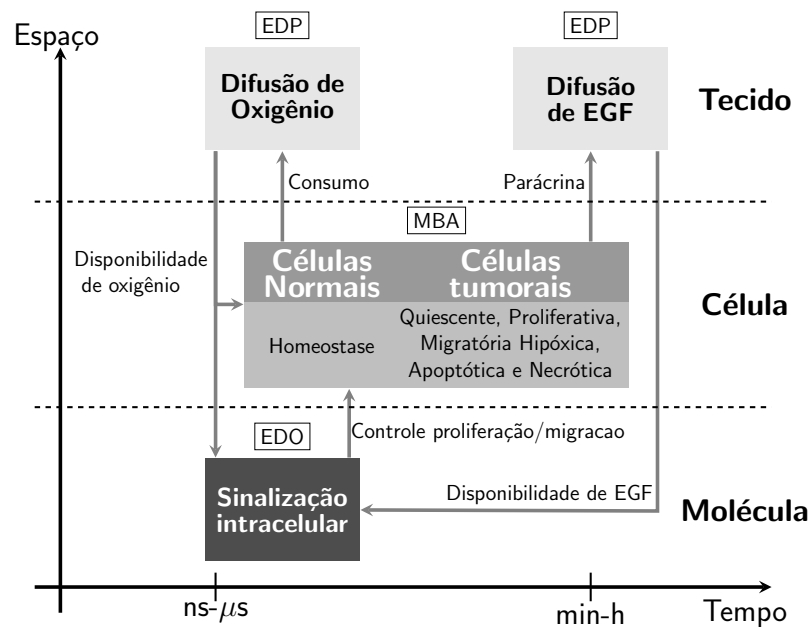 Espaço
EDP
EDP
Difusão de
Oxigênio
Difusão
de EGF
Tecido
Consumo
Parácrina
MBA
Disponibilidade
de oxigênio
Células
Normais
Células
tumorais
Homeostase
Quiescente, Proliferativa,
Migratória Hipóxica,
Apoptótica e Necrótica
Célula
EDO
Controle proliferação/migracao
Sinalização
intracelular
Disponibilidade de EGF
Molécula
ns-μs
min-h
Tempo